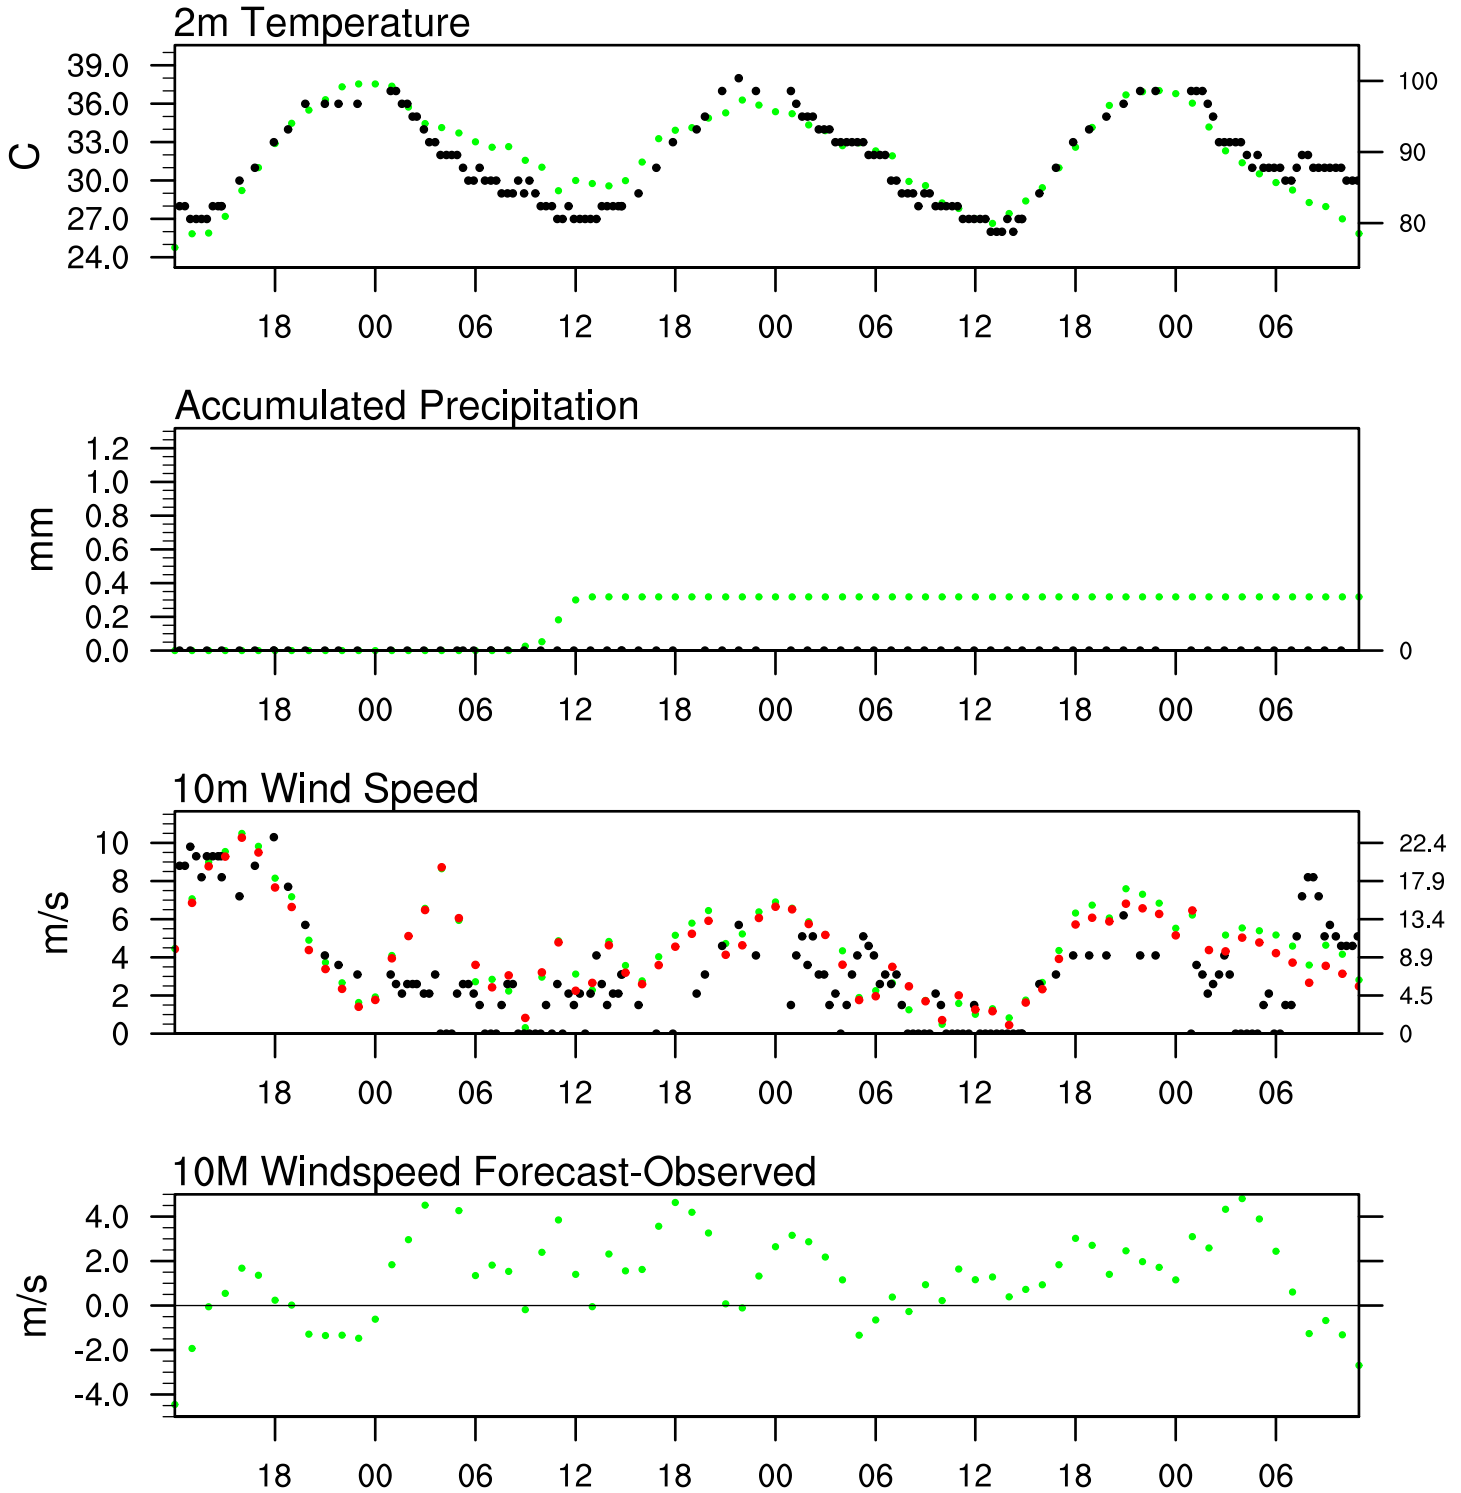 2m Temperature
39.0
36.0
33.0
30.0
27.0
24.0
C
100
90
80
18 00 06 12 18 00 06 12 18 00 06
Accumulated Precipitation
1.2
1.0
0.8
0.6
0.4
0.2
0.0
mm
0
18 00 06 12 18 00 06 12 18 00 06
10m Wind Speed
10
8
6
4
2
0
m/s
22.4
17.9
13.4
8.9
4.5
0
18 00 06 12 18 00 06 12 18 00 06
10M Windspeed Forecast-Observed
4.0
2.0
0.0
-2.0
-4.0
m/s
18 00 06 12 18 00 06 12 18 00 06